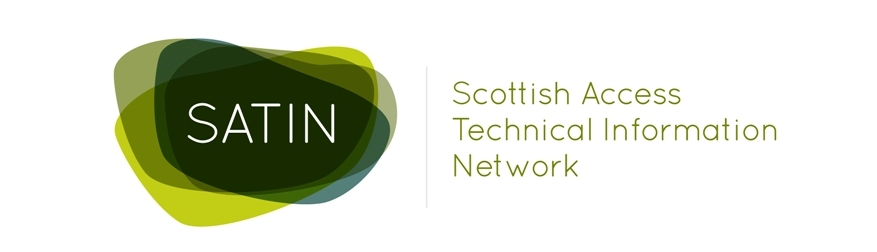 SATIN
Scottish Access
Technical Information
Network